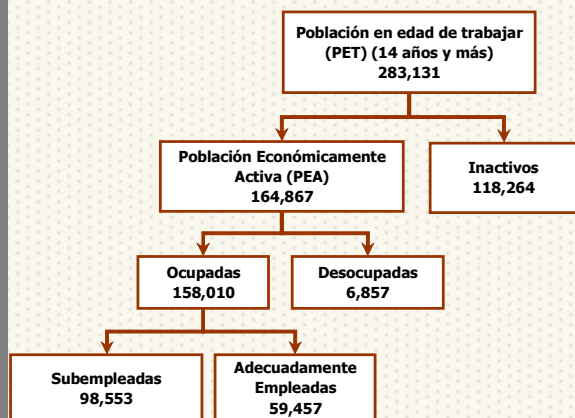 Población en edad de trabajar
(PET) (14 años y más)
283,131
Población Económicamente
Activa (PEA)
164,867
Inactivos
118,264
Ocupadas
158,010
Desocupadas
6,857
Subempleadas
98,553
Adecuadamente
Empleadas
59,457